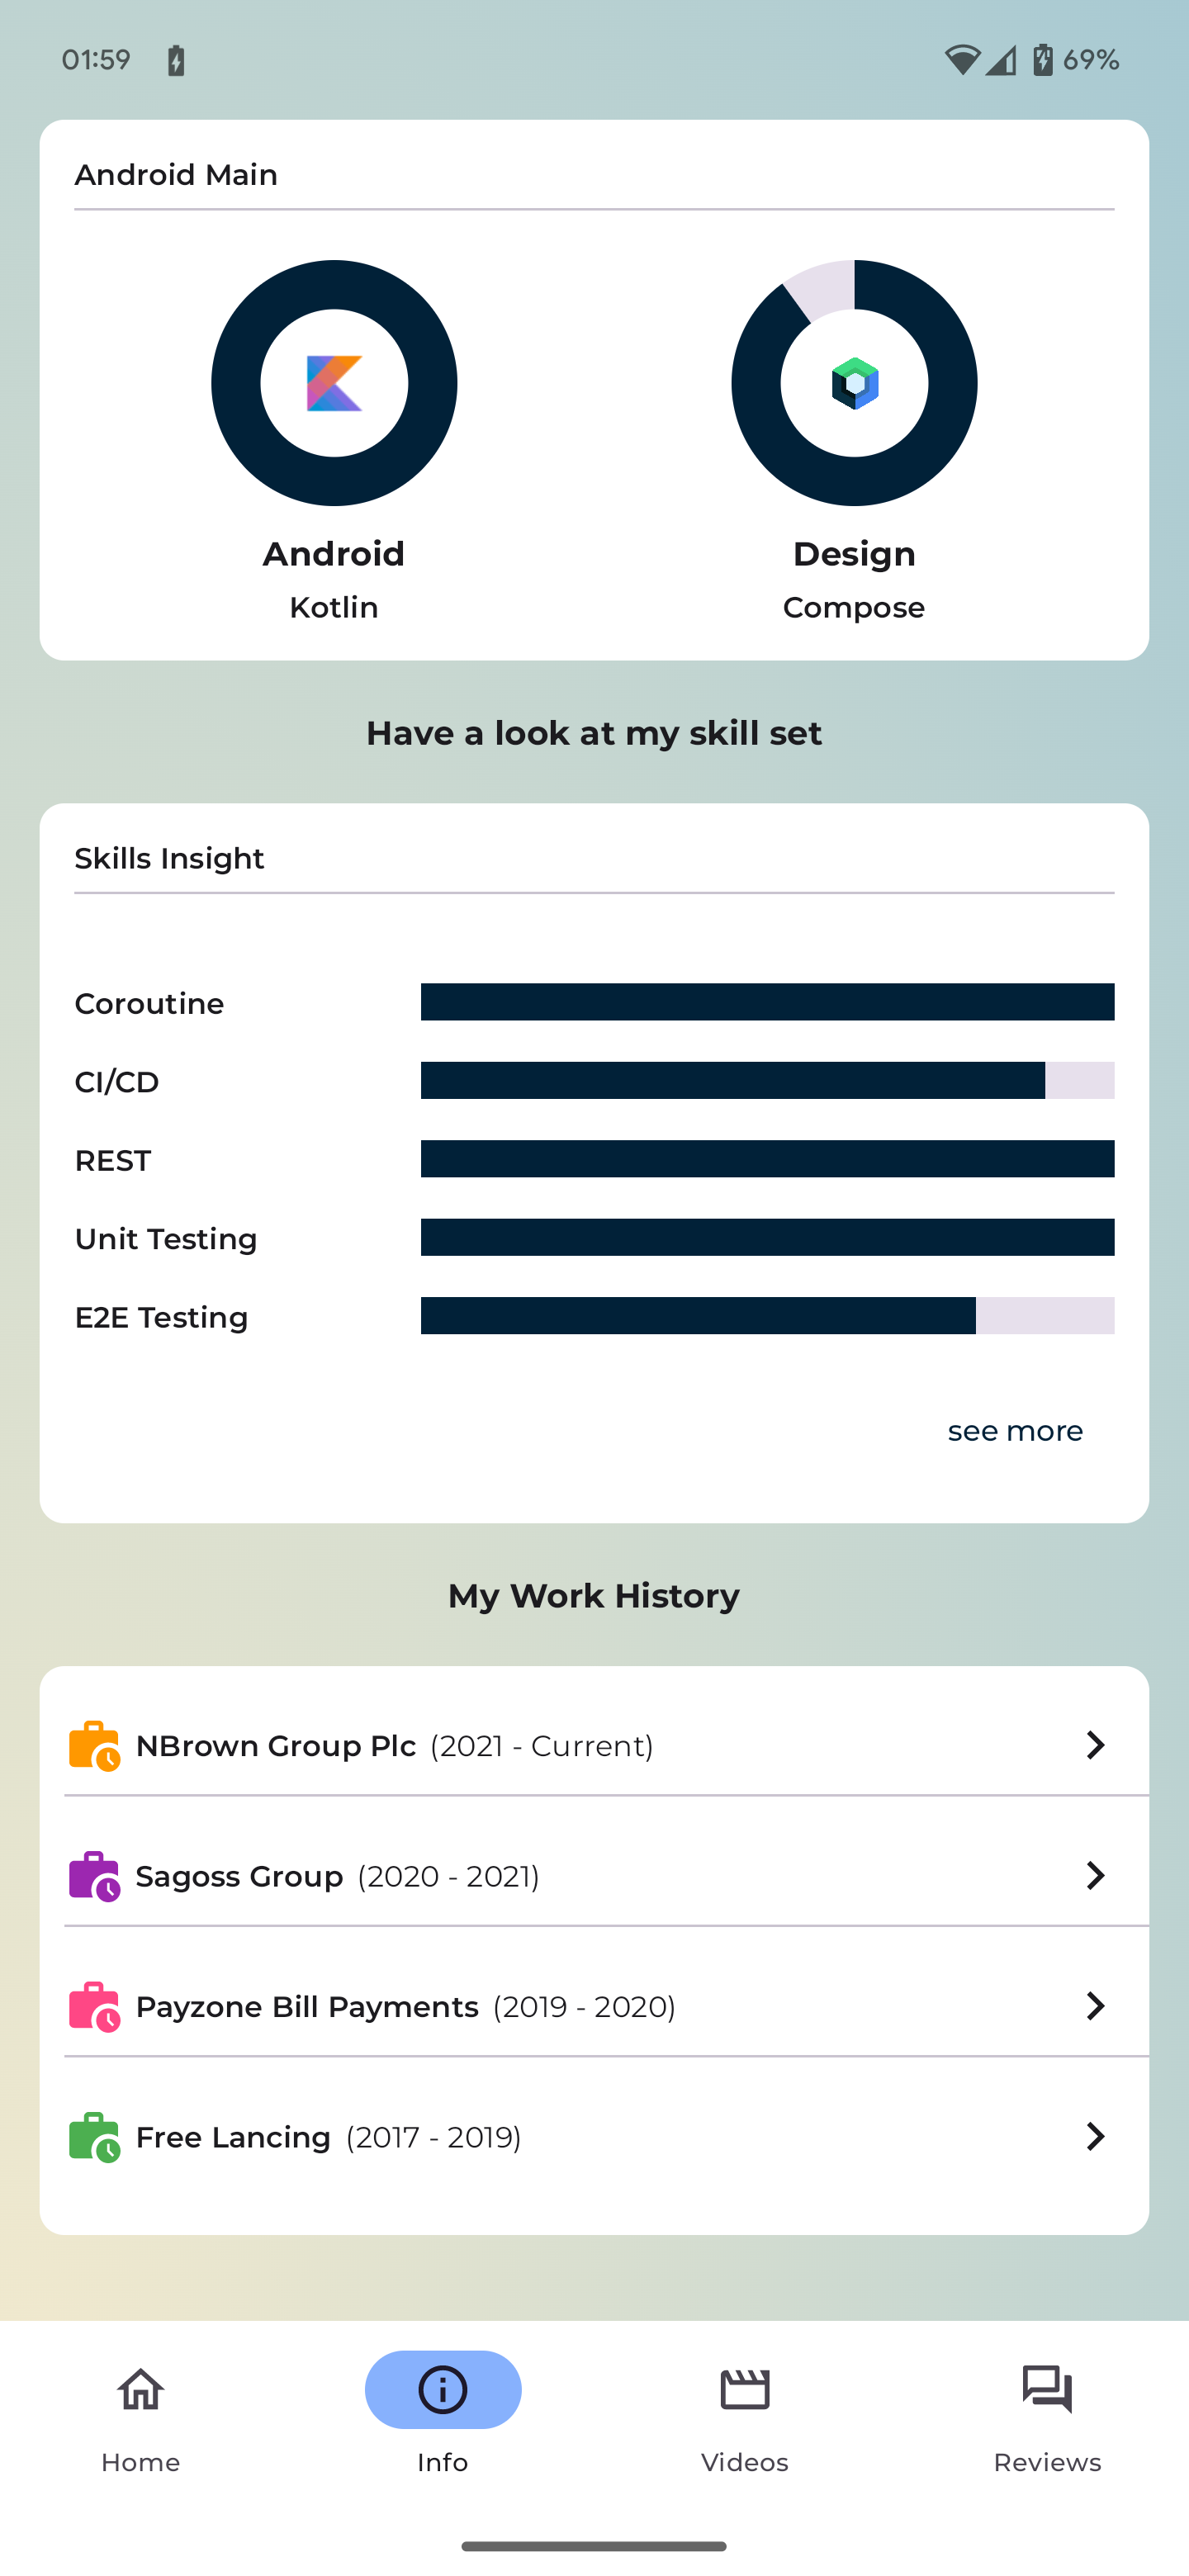 01:59 69%
Android Main
Android Design
Kotlin Compose
Have a look at my skill set
Skills Insight
Coroutine
CI/CD
REST
Unit Testing
E2E Testing
see more
My Work History
NBrown Group Plc (2021 - Current)
Sagoss Group (2020 - 2021)
Payzone Bill Payments (2019 - 2020)
Free Lancing (2017 - 2019)
Home Info Videos Reviews